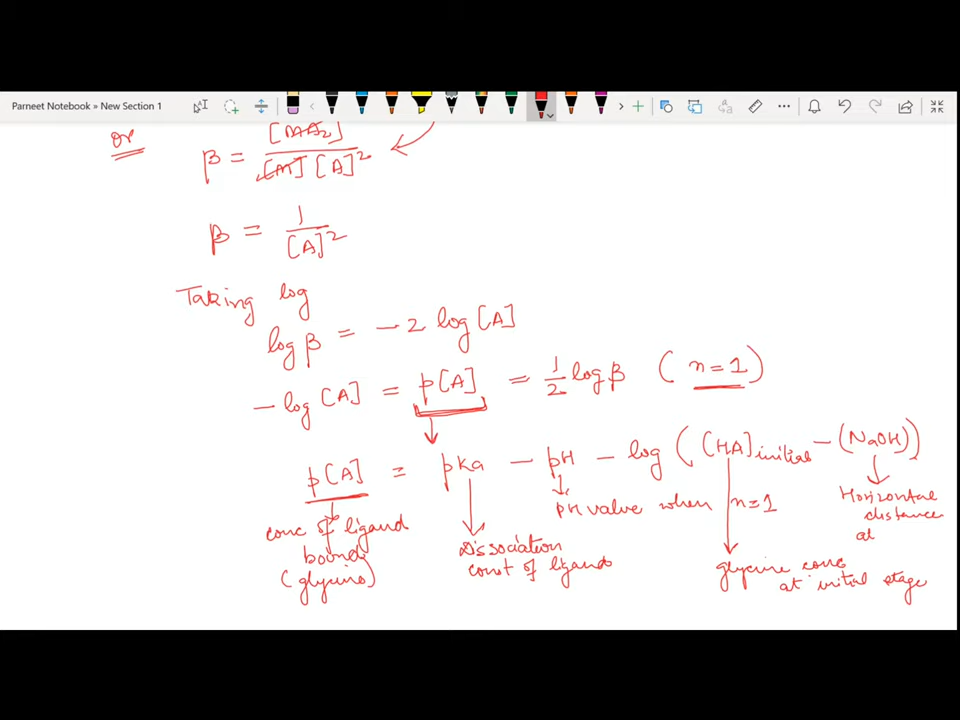 Parneet Notebook » New Section 1
or
β = [MA₂] / [M] [A]²
β = 1 / [A]²
Taking log
log β = - 2 log [A]
- log [A] = p[A] = 1/2 log β ( n = 1 )
p[A] = pKa - pH - log ( [HA] initial - (NaOH) )
conc of ligand
bound
(glycine)
Dissociation
const of ligand
pH value when n = 1
glycine conc
at initial stage
Horizontal
distance
at